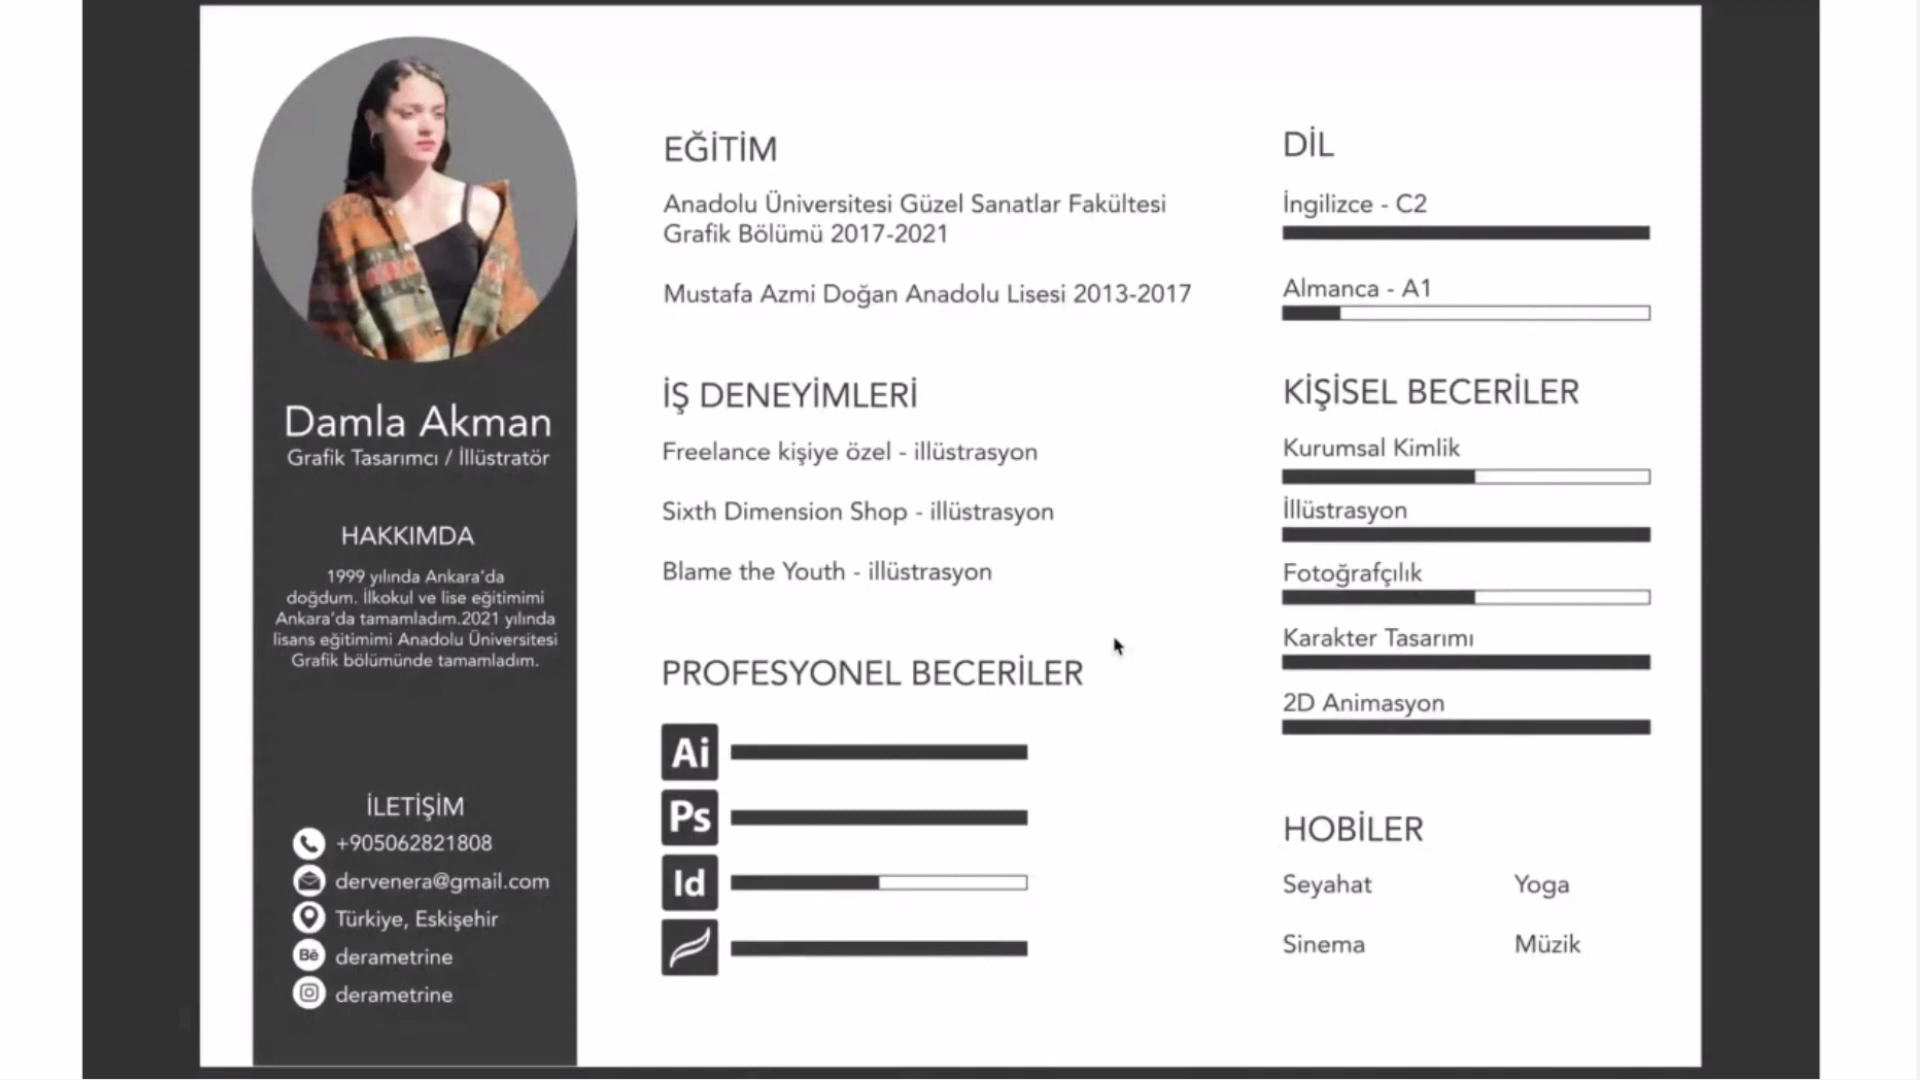 Damla Akman
Grafik Tasarımcı / İllüstratör
HAKKIMDA
1999 yılında Ankara'da
doğdum. İlkokul ve lise eğitimimi
Ankara'da tamamladım.2021 yılında
lisans eğitimimi Anadolu Üniversitesi
Grafik bölümünde tamamladım.
İLETİŞİM
+905062821808
dervenera@gmail.com
Türkiye, Eskişehir
Bē derametrine
derametrine
EĞİTİM
Anadolu Üniversitesi Güzel Sanatlar Fakültesi
Grafik Bölümü 2017-2021
Mustafa Azmi Doğan Anadolu Lisesi 2013-2017
İŞ DENEYİMLERİ
Freelance kişiye özel - illüstrasyon
Sixth Dimension Shop - illüstrasyon
Blame the Youth - illüstrasyon
PROFESYONEL BECERİLER
Ai
Ps
Id
DİL
İngilizce - C2
Almanca - A1
KİŞİSEL BECERİLER
Kurumsal Kimlik
İllüstrasyon
Fotoğrafçılık
Karakter Tasarımı
2D Animasyon
HOBİLER
Seyahat Yoga
Sinema Müzik